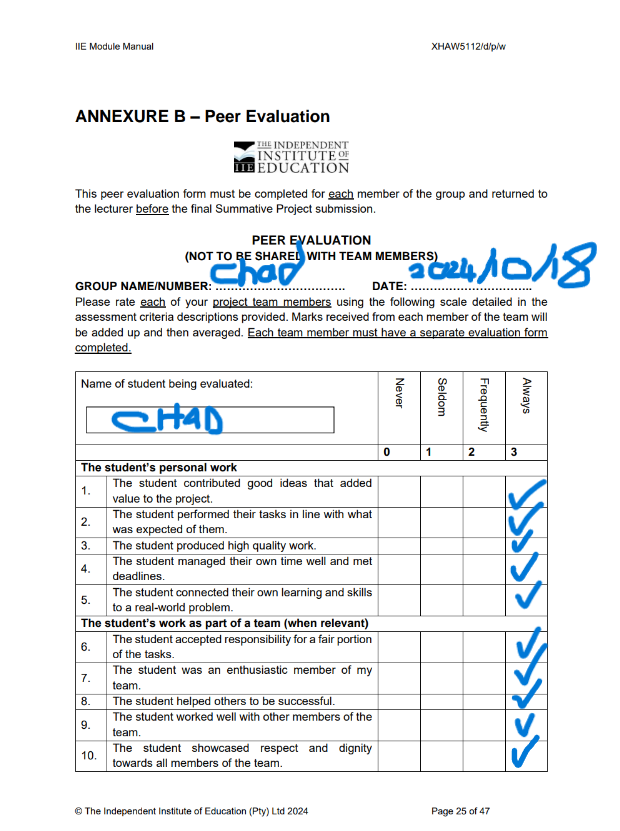 IIE Module Manual XHAW5112/d/p/w
ANNEXURE B – Peer Evaluation
THE INDEPENDENT
INSTITUTE OF
IIE EDUCATION
This peer evaluation form must be completed for each member of the group and returned to
the lecturer before the final Summative Project submission.
PEER EVALUATION
(NOT TO BE SHARED WITH TEAM MEMBERS)
GROUP NAME/NUMBER: chad DATE: 2024/10/18
Please rate each of your project team members using the following scale detailed in the
assessment criteria descriptions provided. Marks received from each member of the team will
be added up and then averaged. Each team member must have a separate evaluation form
completed.
Name of student being evaluated: Never Seldom Frequently Always
CHAD
0 1 2 3
The student's personal work
1. The student contributed good ideas that added
value to the project.
2. The student performed their tasks in line with what
was expected of them.
3. The student produced high quality work.
4. The student managed their own time well and met
deadlines.
5. The student connected their own learning and skills
to a real-world problem.
The student's work as part of a team (when relevant)
6. The student accepted responsibility for a fair portion
of the tasks.
7. The student was an enthusiastic member of my
team.
8. The student helped others to be successful.
9. The student worked well with other members of the
team.
10. The student showcased respect and dignity
towards all members of the team.
© The Independent Institute of Education (Pty) Ltd 2024 Page 25 of 47